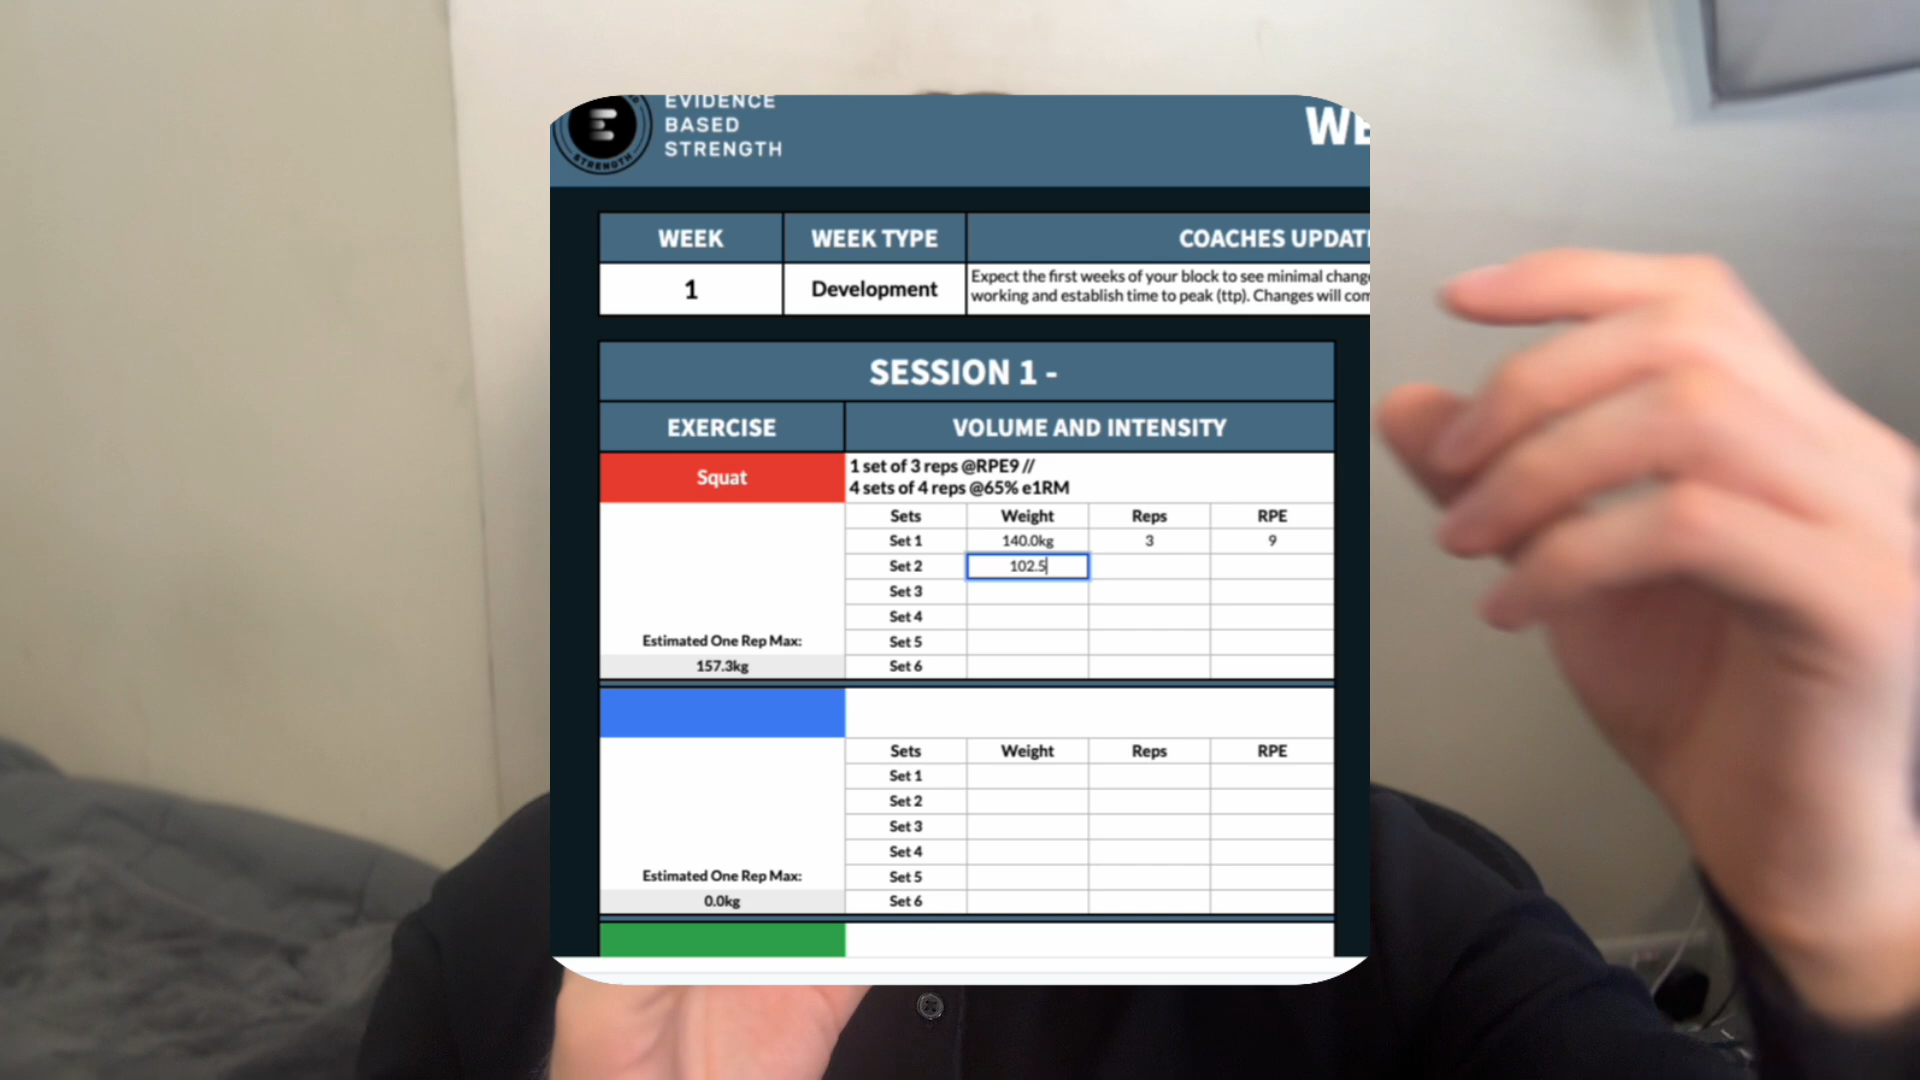 EVIDENCE
BASED
STRENGTH
STRENGTH
WEEK
WEEK TYPE
COACHES
1
Development
Expect the first weeks of your block to see minimal
working and establish time to peak (ttp). Changes will
SESSION 1 -
EXERCISE
VOLUME AND INTENSITY
Squat
1 set of 3 reps @RPE9 //
4 sets of 4 reps @65% e1RM
Sets Weight Reps RPE
Set 1 140.0kg 3 9
Set 2 102.5
Set 3
Set 4
Set 5
Set 6
Estimated One Rep Max:
157.3kg
Sets Weight Reps RPE
Set 1
Set 2
Set 3
Set 4
Set 5
Set 6
Estimated One Rep Max:
0.0kg